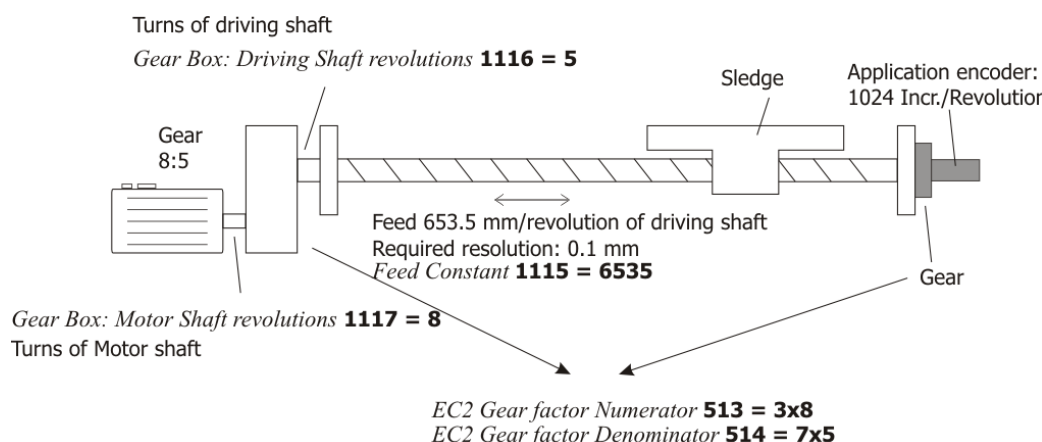 Turns of driving shaft
Gear Box: Driving Shaft revolutions 1116 = 5
Sledge
Application encoder:
1024 Incr./Revolution
Gear
8:5
Feed 653.5 mm/revolution of driving shaft
Required resolution: 0.1 mm
Feed Constant 1115 = 6535
Gear
Gear Box: Motor Shaft revolutions 1117 = 8
Turns of Motor shaft
EC2 Gear factor Numerator 513 = 3x8
EC2 Gear factor Denominator 514 = 7x5